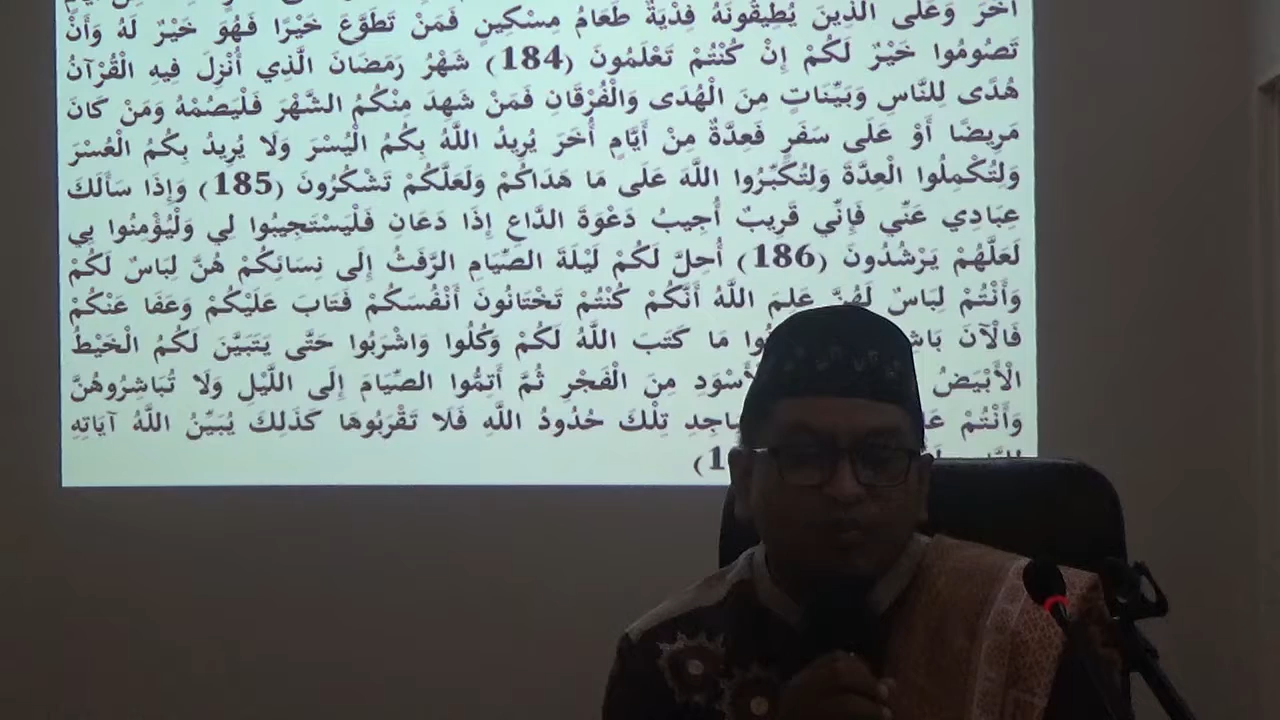 أُخَرَ وَعَلَى الَّذِينَ يُطِيقُونَهُ فِدْيَةٌ طَعَامُ مِسْكِينٍ فَمَنْ تَطَوَّعَ خَيْرًا فَهُوَ خَيْرٌ لَهُ وَأَنْ
تَصُومُوا خَيْرٌ لَكُمْ إِنْ كُنْتُمْ تَعْلَمُونَ (184) شَهْرُ رَمَضَانَ الَّذِي أُنْزِلَ فِيهِ الْقُرْآنُ
هُدًى لِلنَّاسِ وَبَيِّنَاتٍ مِنَ الْهُدَى وَالْفُرْقَانِ فَمَنْ شَهِدَ مِنْكُمُ الشَّهْرَ فَلْيَصُمْهُ وَمَنْ كَانَ
مَرِيضًا أَوْ عَلَى سَفَرٍ فَعِدَّةٌ مِنْ أَيَّامٍ أُخَرَ يُرِيدُ اللَّهُ بِكُمُ الْيُسْرَ وَلَا يُرِيدُ بِكُمُ الْعُسْرَ
وَلِتُكْمِلُوا الْعِدَّةَ وَلِتُكَبِّرُوا اللَّهَ عَلَى مَا هَدَاكُمْ وَلَعَلَّكُمْ تَشْكُرُونَ (185) وَإِذَا سَأَلَكَ
عِبَادِي عَنِّي فَإِنِّي قَرِيبٌ أُجِيبُ دَعْوَةَ الدَّاعِ إِذَا دَعَانِ فَلْيَسْتَجِيبُوا لِي وَلْيُؤْمِنُوا بِي
لَعَلَّهُمْ يَرْشُدُونَ (186) أُحِلَّ لَكُمْ لَيْلَةَ الصِّيَامِ الرَّفَثُ إِلَى نِسَائِكُمْ هُنَّ لِبَاسٌ لَكُمْ
وَأَنْتُمْ لِبَاسٌ لَهُنَّ عَلِمَ اللَّهُ أَنَّكُمْ كُنْتُمْ تَخْتَانُونَ أَنْفُسَكُمْ فَتَابَ عَلَيْكُمْ وَعَفَا عَنْكُمْ
فَالْآنَ مَا كَتَبَ اللَّهُ لَكُمْ وَكُلُوا وَاشْرَبُوا حَتَّى يَتَبَيَّنَ لَكُمُ الْخَيْطُ
الْأَبْيَضُ الْأَسْوَدِ مِنَ الْفَجْرِ ثُمَّ أَتِمُّوا الصِّيَامَ إِلَى اللَّيْلِ وَلَا تُبَاشِرُوهُنَّ
وَأَنْتُمْ تِلْكَ حُدُودُ اللَّهِ فَلَا تَقْرَبُوهَا كَذَلِكَ يُبَيِّنُ اللَّهُ آيَاتِهِ